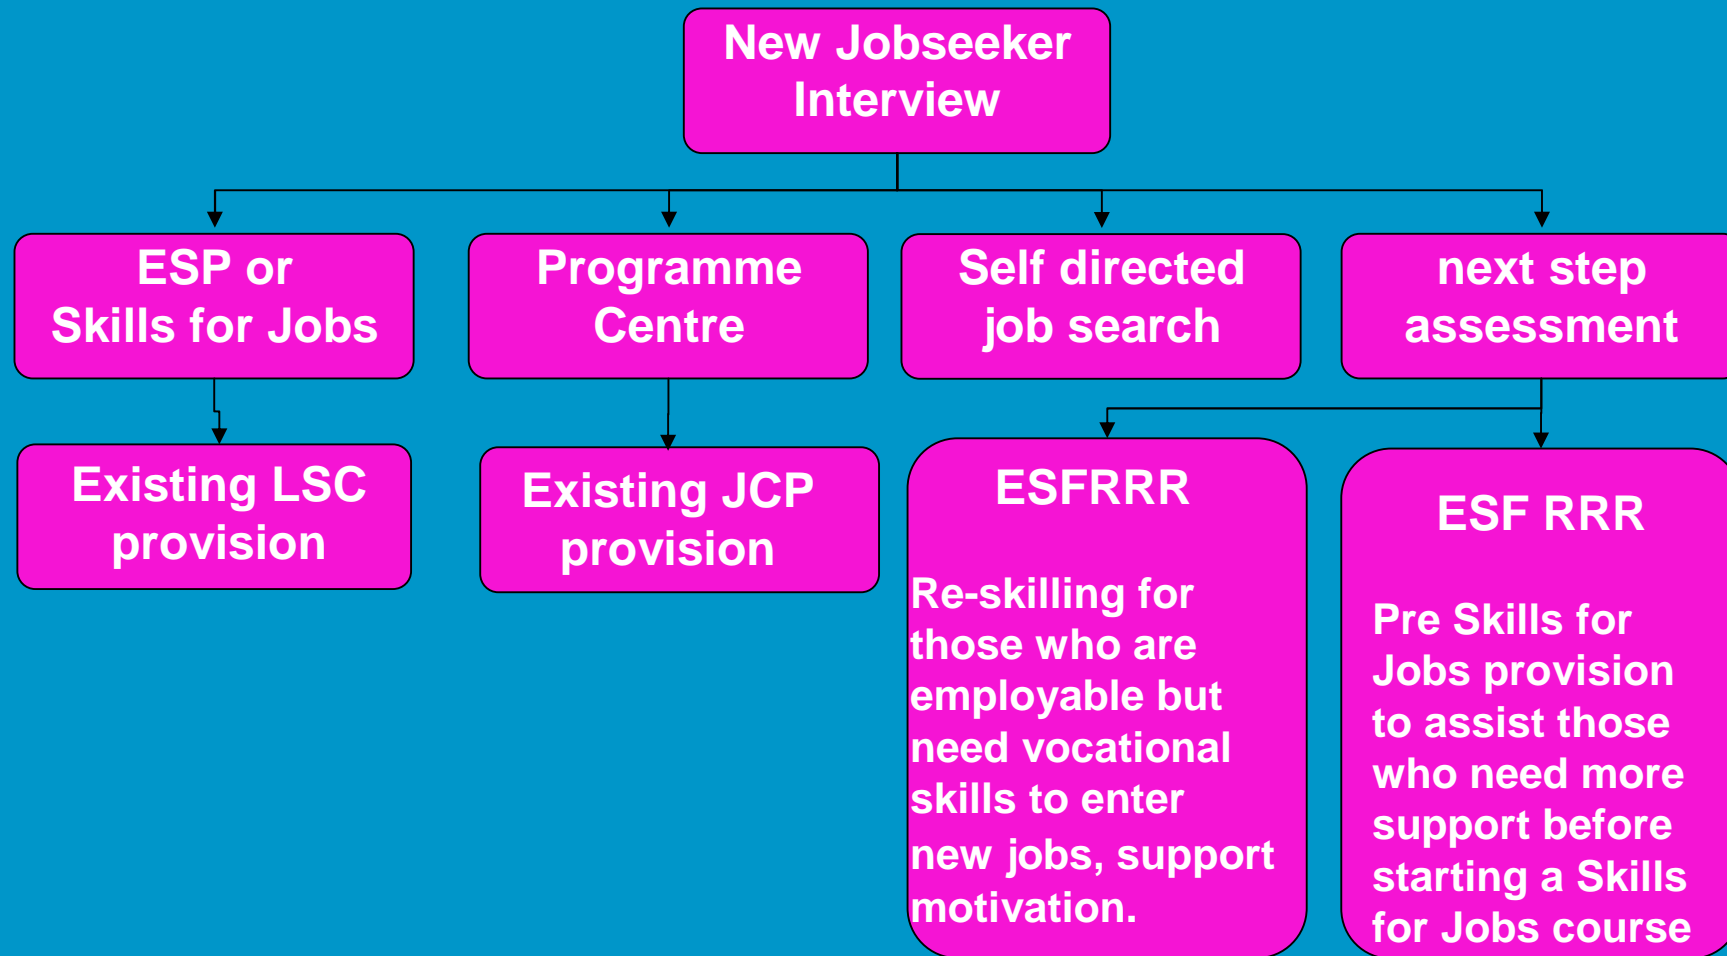 New Jobseeker
Interview
ESP or
Skills for Jobs
Programme
Centre
Self directed
job search
next step
assessment
Existing LSC
provision
Existing JCP
provision
ESFRRR
Re-skilling for
those who are
employable but
need vocational
skills to enter
new jobs, support
motivation.
ESF RRR
Pre Skills for
Jobs provision
to assist those
who need more
support before
starting a Skills
for Jobs course